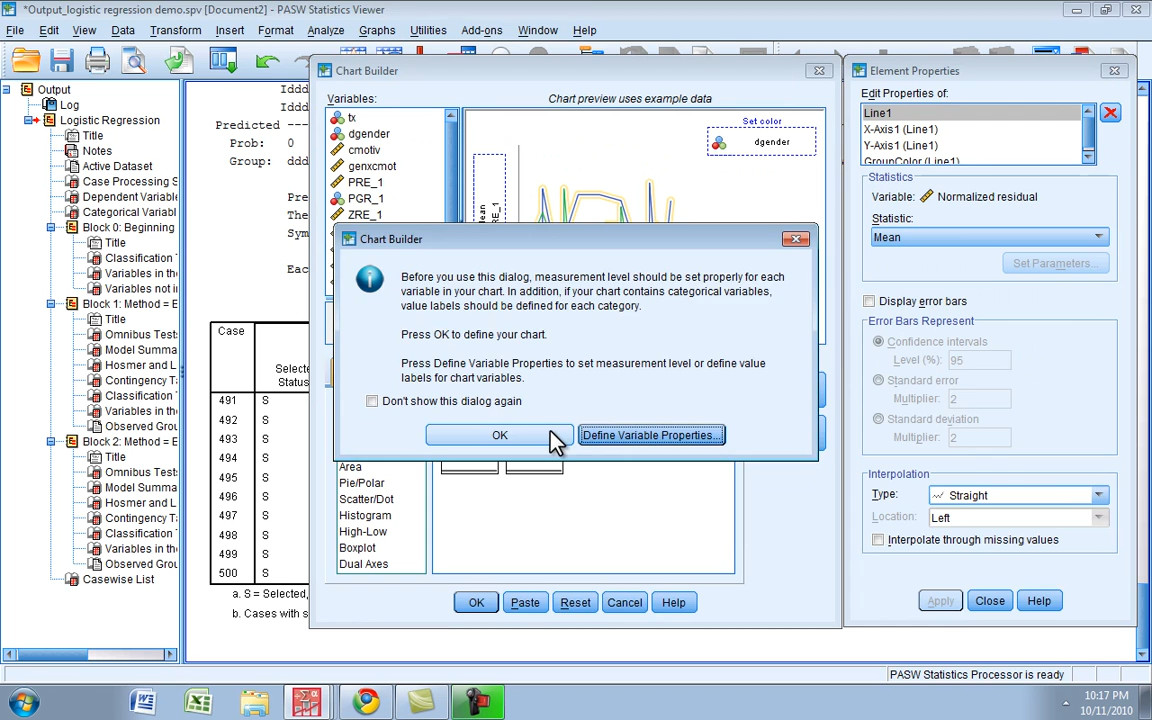 *Output_logistic regression demo.spv [Document2] - PASW Statistics Viewer
File Edit View Data Transform Insert Format Analyze Graphs Utilities Add-ons Window Help
Output
Log
Logistic Regression
Title
Notes
Active Dataset
Case Processing S
Dependent Variable
Categorical Variabl
Block 0: Beginning
Title
Classification
Variables in the
Variables not i
Block 1: Method = E
Title
Omnibus Tests
Model Summa
Hosmer and L
Contingency T
Classification
Variables in the
Observed Grou
Block 2: Method = E
Title
Omnibus Tests
Model Summa
Hosmer and L
Contingency T
Classification
Variables in the
Observed Grou
Casewise List
Iddd
Iddd
Predicted ---
Prob: 0
Group: ddd
Pre
The
Sym
Eac
Case
Selecte
Status
491 S
492 S
493 S
494 S
495 S
496 S
497 S
498 S
499 S
500 S
a. S = Selected,
b. Cases with s
Chart Builder
Variables:
Chart preview uses example data
tx
dgender
cmotiv
genxcmot
PRE_1
PGR_1
ZRE_1
Set color
dgender
Chart Builder
Before you use this dialog, measurement level should be set properly for each
variable in your chart. In addition, if your chart contains categorical variables,
value labels should be defined for each category.
Press OK to define your chart.
Press Define Variable Properties to set measurement level or define value
labels for chart variables.
Don't show this dialog again
OK Define Variable Properties...
Area
Pie/Polar
Scatter/Dot
Histogram
High-Low
Boxplot
Dual Axes
OK Paste Reset Cancel Help
Element Properties
Edit Properties of:
Line1
X-Axis1 (Line1)
Y-Axis1 (Line1)
GroupColor (Line1)
Statistics
Variable: Normalized residual
Statistic:
Mean
Set Parameters...
Display error bars
Error Bars Represent
Confidence intervals
Level (%): 95
Standard error
Multiplier: 2
Standard deviation
Multiplier: 2
Interpolation
Type: Straight
Location: Left
Interpolate through missing values
Apply Close Help
PASW Statistics Processor is ready
10:17 PM
10/11/2010